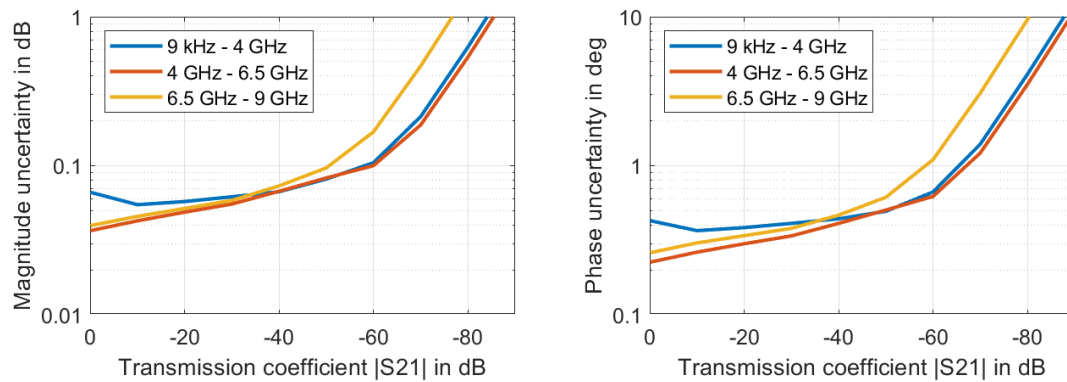 Magnitude uncertainty in dB
1
0.1
0.01
9 kHz - 4 GHz
4 GHz - 6.5 GHz
6.5 GHz - 9 GHz
0 -20 -40 -60 -80
Transmission coefficient |S21| in dB
Phase uncertainty in deg
10
1
0.1
9 kHz - 4 GHz
4 GHz - 6.5 GHz
6.5 GHz - 9 GHz
0 -20 -40 -60 -80
Transmission coefficient |S21| in dB